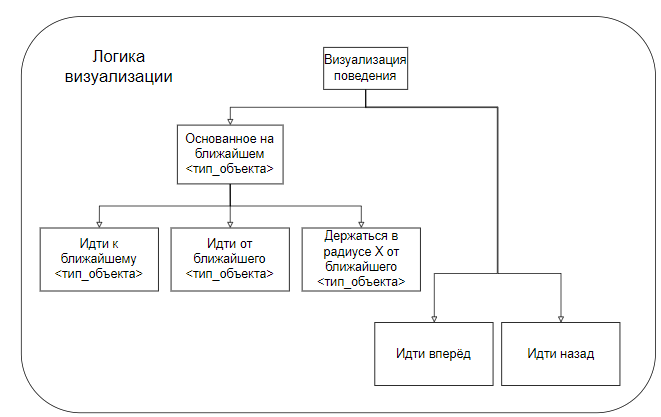 Логика
визуализации
Визуализация
поведения
Основанное на
ближайшем
<тип_объекта>
Идти к
ближайшему
<тип_объекта>
Идти от
ближайшего
<тип_объекта>
Держаться в
радиусе X от
ближайшего
<тип_объекта>
Идти вперёд
Идти назад